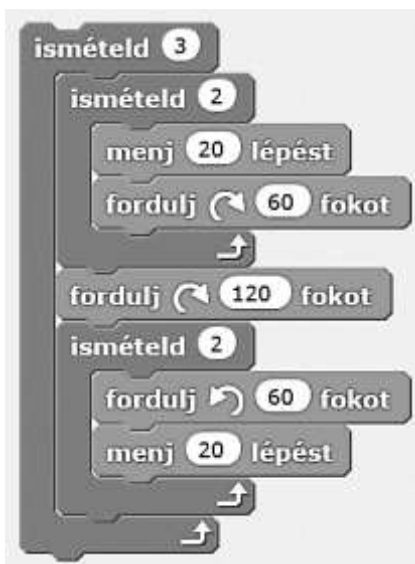 ismételd 3
ismételd 2
menj 20 lépést
fordulj 60 fokot
fordulj 120 fokot
ismételd 2
fordulj 60 fokot
menj 20 lépést